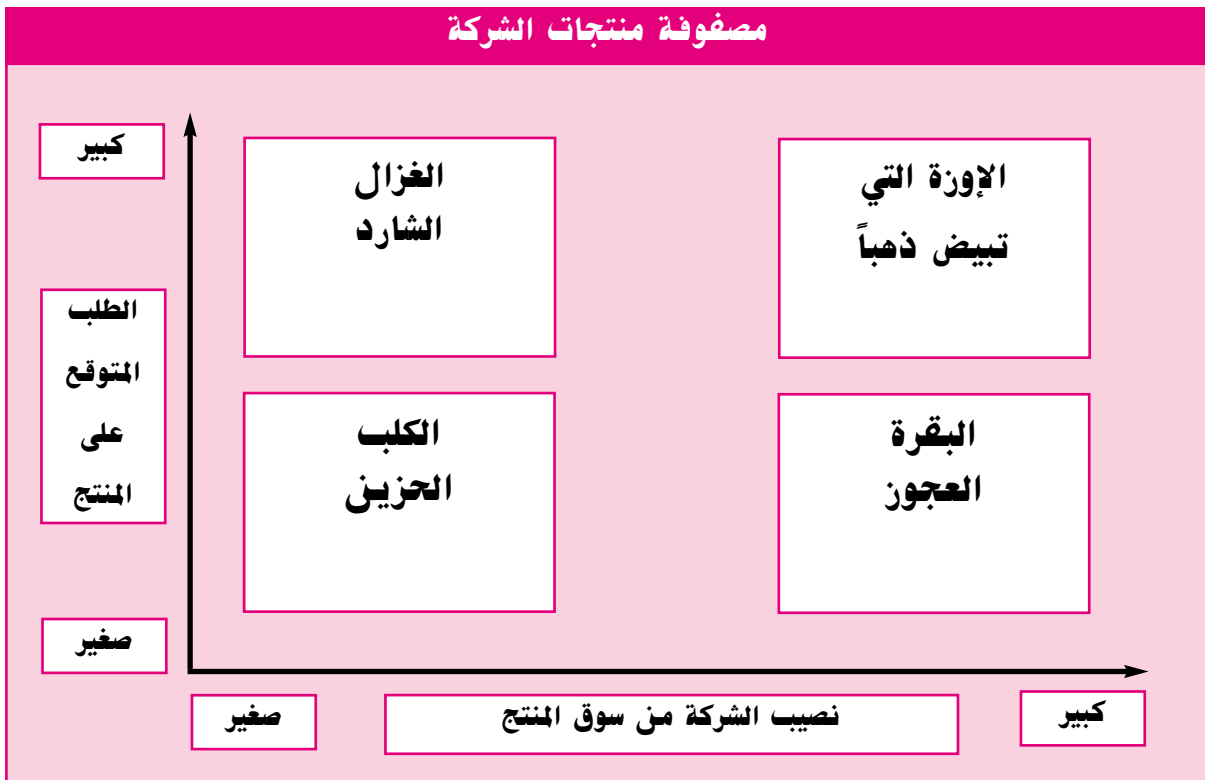 مصفوفة منتجات الشركة
كبير
الطلب
المتوقع
على
المنتج
صغير
الإوزة التي
تبيض ذهباً
الغزال
الشارد
البقرة
العجوز
الكلب
الحزين
كبير
نصيب الشركة من سوق المنتج
صغير